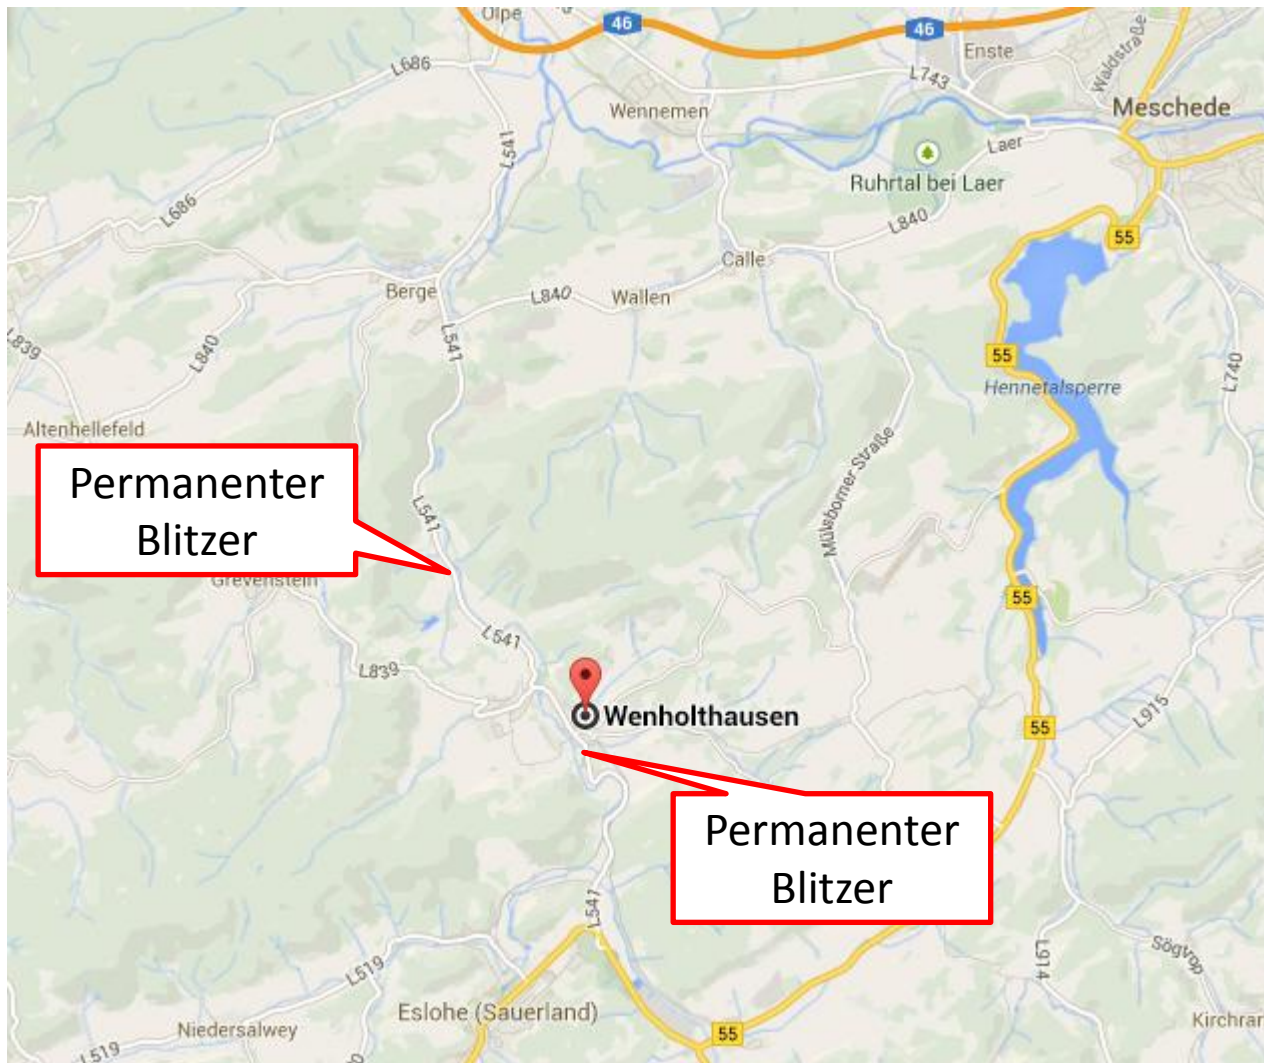 Olpe
46
46
Enste
Waldstraße
L686
L743
Meschede
Wennemen
L541
Laer
Ruhrtal bei Laer
L686
L840
55
Calle
Berge
L840
Wallen
L839
L840
L541
55
L740
Hennetalsperre
Altenhellefeld
Permanenter
Blitzer
Mülsborner Straße
L541
Grevenstein
55
L541
L839
Wenholthausen
L915
55
Permanenter
Blitzer
L541
L519
L914
Eslohe (Sauerland)
Niedersalwey
55
Kirchrar
L519